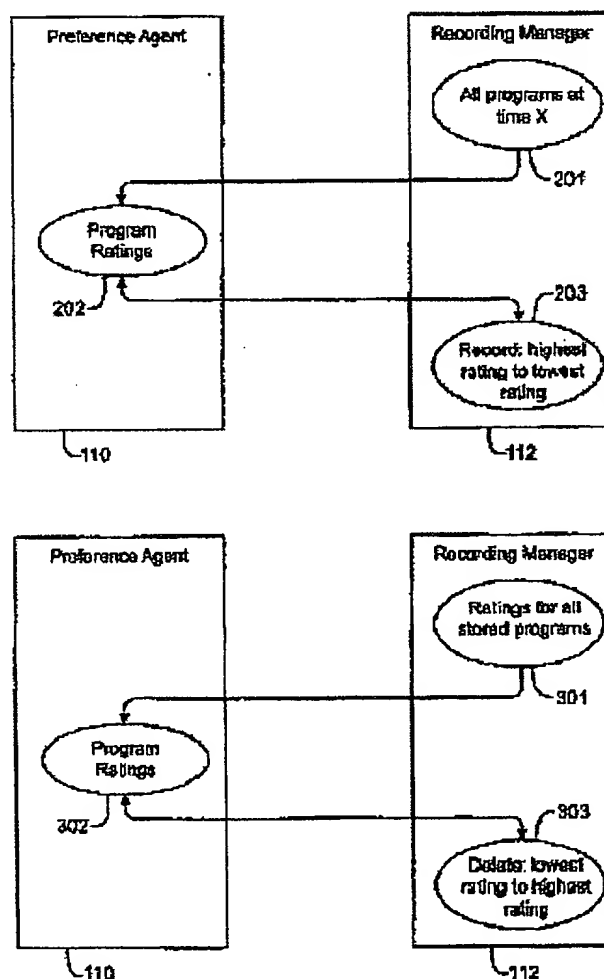 Preference Agent
Recording Manager
All programs at
time X
201
Program
Ratings
202
203
Record: highest
rating to lowest
rating
110
112
Preference Agent
Recording Manager
Ratings for all
stored programs
301
Program
Ratings
302
303
Delete: lowest
rating to highest
rating
110
112